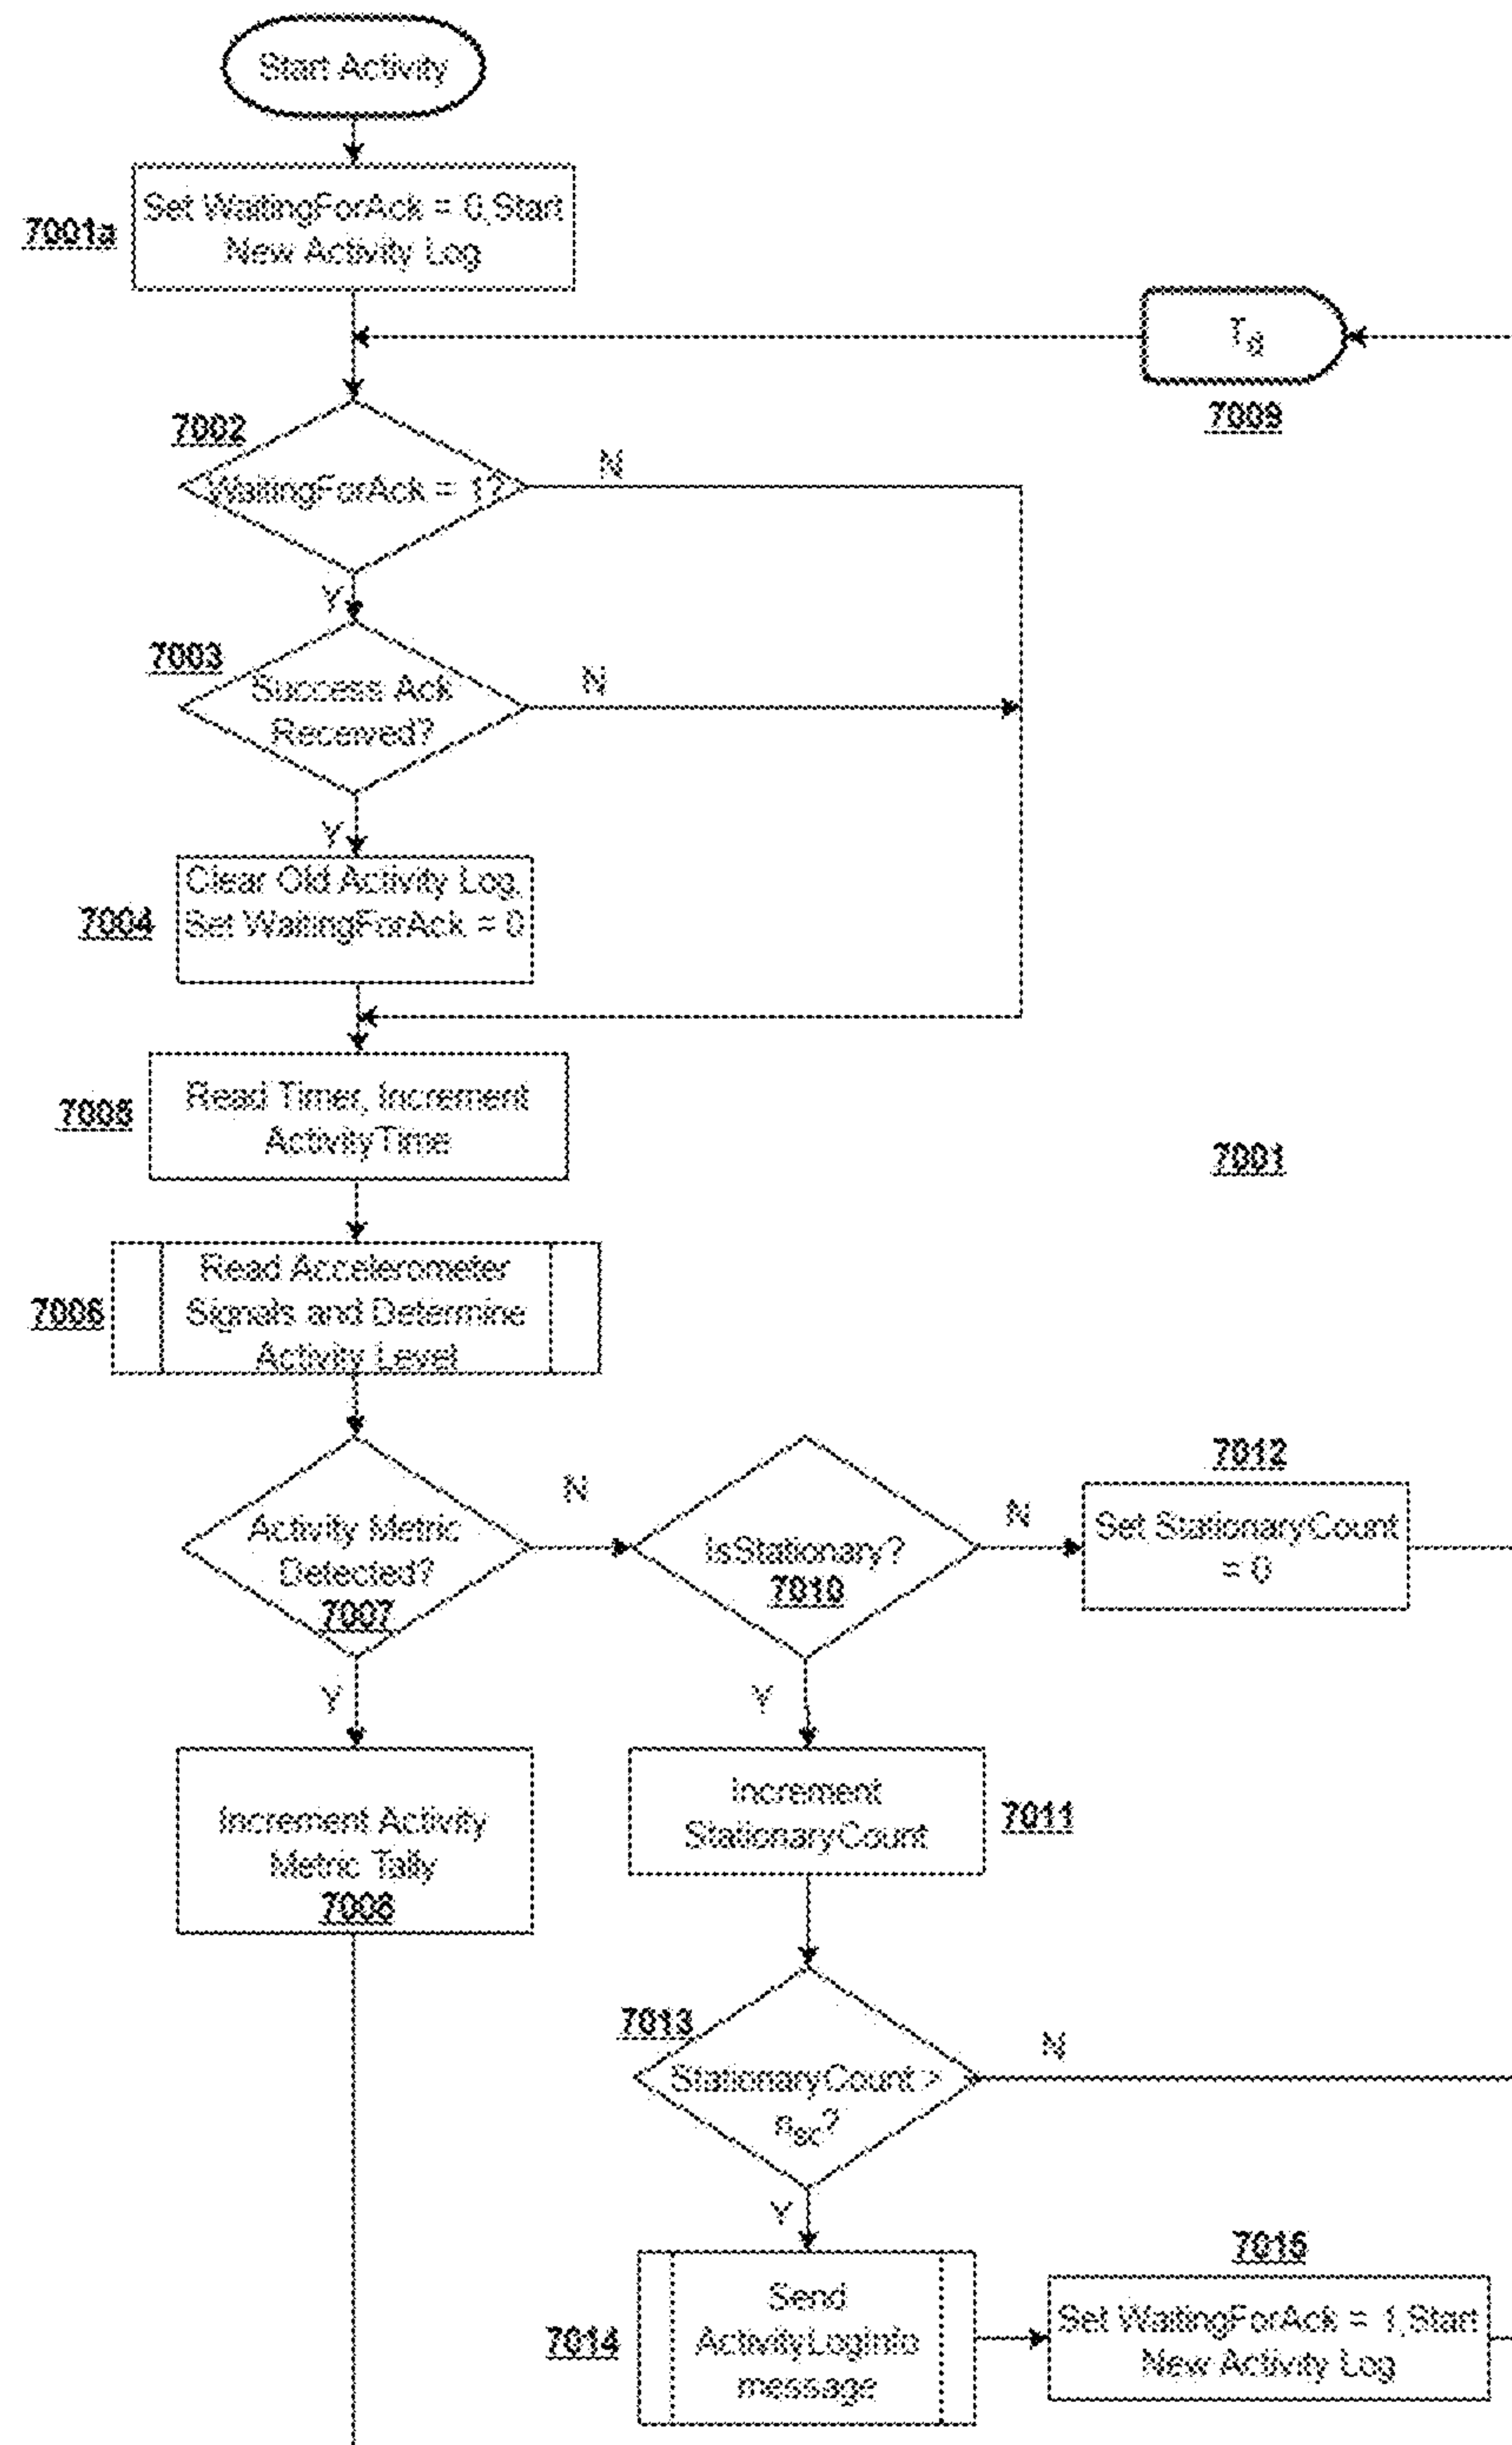 Start Activity
7001a
Set WaitingForAck = 0,Start
New Activity Log
Td
7009
7002
WaitingForAck = 1?
N
Y
7003
Success Ack
Received?
N
Y
7004
Clear Old Activity Log,
Set WaitingForAck = 0
7005
Read Timer, Increment
ActivityTime
7001
7006
Read Accelerometer
Signals and Determine
Activity Level
Activity Metric
Detected?
7007
N
Y
IsStationary?
7010
N
Y
7012
Set StationaryCount
= 0
Increment Activity
Metric Tally
7008
Increment
StationaryCount
7011
7013
StationaryCount >
nsc?
N
Y
7014
Send
ActivityLogInfo
message
7015
Set WaitingForAck = 1,Start
New Activity Log